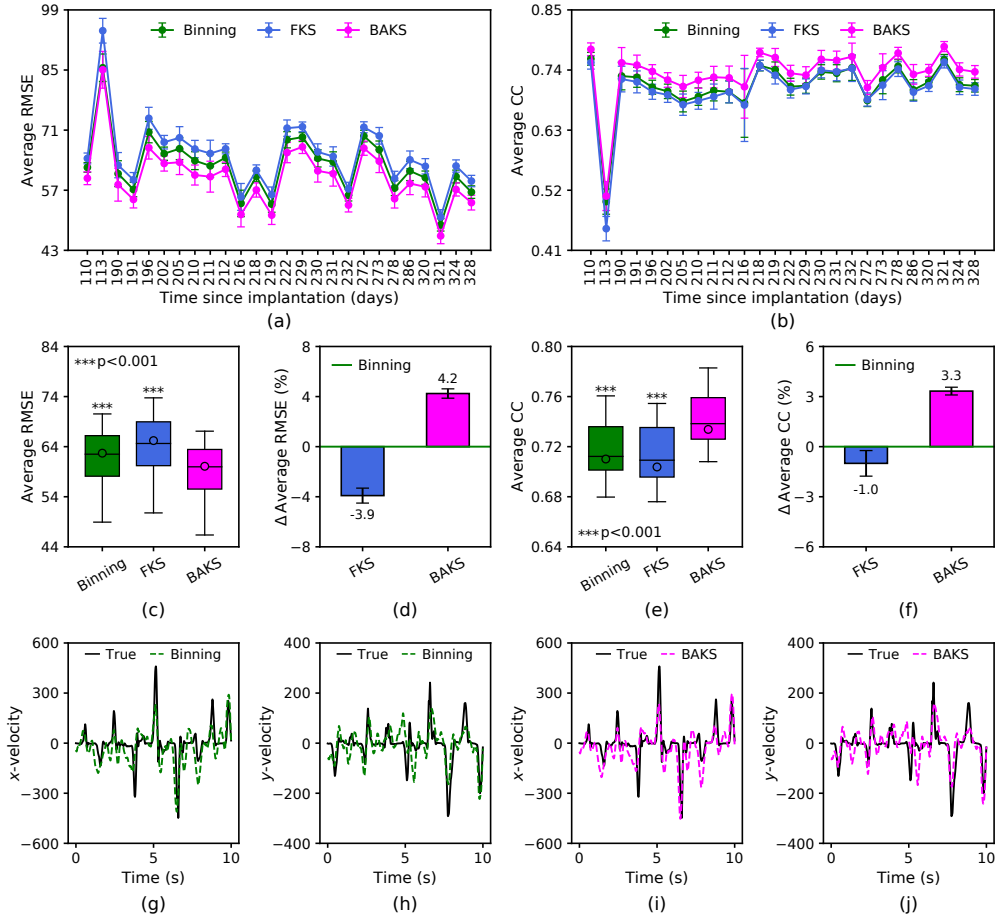 99
85
71
57
43
Average RMSE
Binning FKS BAKS
110 113 190 191 196 202 205 210 211 212 216 218 219 222 229 230 231 232 272 273 278 286 320 321 324 328
Time since implantation (days)
(a)
0.85
0.74
0.63
0.52
0.41
Average CC
Binning FKS BAKS
110 113 190 191 196 202 205 210 211 212 216 218 219 222 229 230 231 232 272 273 278 286 320 321 324 328
Time since implantation (days)
(b)
84
74
64
54
44
Average RMSE
***p<0.001
***
***
Binning FKS BAKS
(c)
8
4
0
−4
−8
Δ Average RMSE (%)
Binning
4.2
-3.9
FKS BAKS
(d)
0.80
0.76
0.72
0.68
0.64
Average CC
***
***
***p<0.001
Binning FKS BAKS
(e)
6
3
0
−3
−6
Δ Average CC (%)
Binning
3.3
-1.0
FKS BAKS
(f)
600
300
0
−300
−600
x-velocity
True Binning
0 5 10
Time (s)
(g)
400
200
0
−200
−400
y-velocity
True Binning
0 5 10
Time (s)
(h)
600
300
0
−300
−600
x-velocity
True BAKS
0 5 10
Time (s)
(i)
400
200
0
−200
−400
y-velocity
True BAKS
0 5 10
Time (s)
(j)